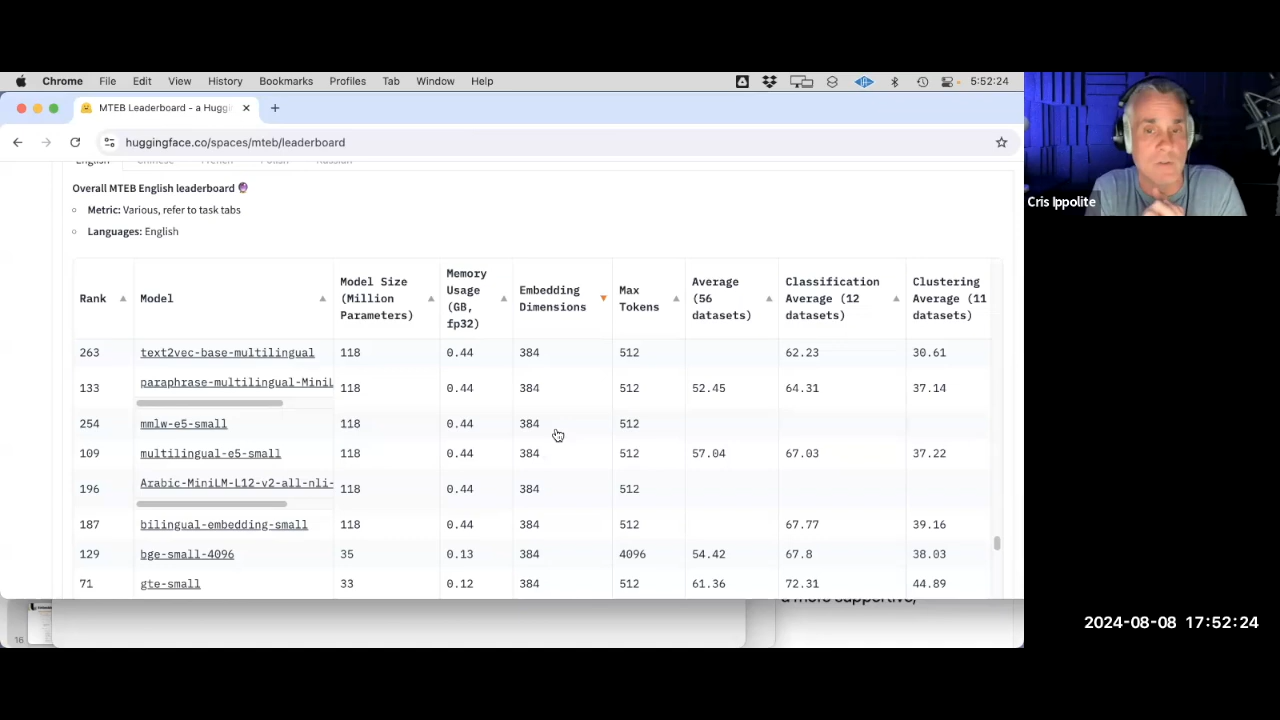 Chrome File Edit View History Bookmarks Profiles Tab Window Help 5:52:24
MTEB Leaderboard - a Huggi
huggingface.co/spaces/mteb/leaderboard
English Chinese French Polish Russian
Overall MTEB English leaderboard 🔮
Metric: Various, refer to task tabs
Languages: English
Rank Model Model Size (Million Parameters) Memory Usage (GB, fp32) Embedding Dimensions Max Tokens Average (56 datasets) Classification Average (12 datasets) Clustering Average (11 datasets)
263 text2vec-base-multilingual 118 0.44 384 512 62.23 30.61
133 paraphrase-multilingual-MiniL 118 0.44 384 512 52.45 64.31 37.14
254 mmlw-e5-small 118 0.44 384 512
109 multilingual-e5-small 118 0.44 384 512 57.04 67.03 37.22
196 Arabic-MiniLM-L12-v2-all-nli- 118 0.44 384 512
187 bilingual-embedding-small 118 0.44 384 512 67.77 39.16
129 bge-small-4096 35 0.13 384 4096 54.42 67.8 38.03
71 gte-small 33 0.12 384 512 61.36 72.31 44.89
a more supportive,
16
Cris Ippolite
2024-08-08 17:52:24